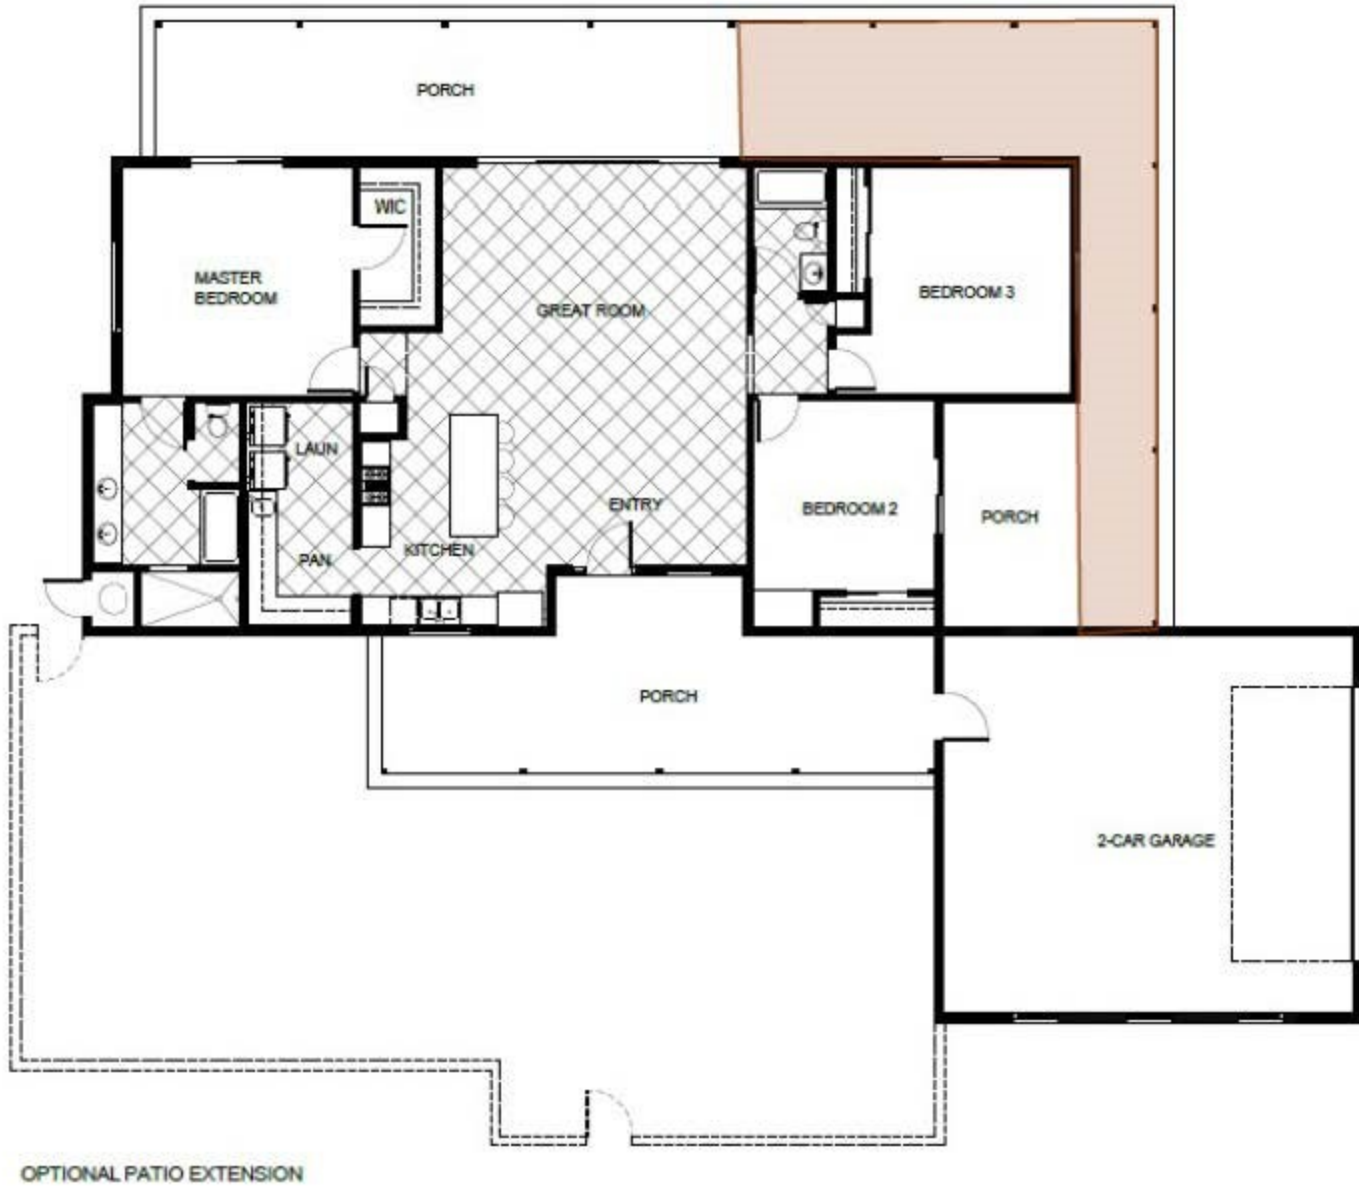 PORCH
WIC
MASTER
BEDROOM
GREAT ROOM
BEDROOM 3
LAUN
ENTRY
BEDROOM 2
PORCH
KITCHEN
PAN
PORCH
2-CAR GARAGE
OPTIONAL PATIO EXTENSION